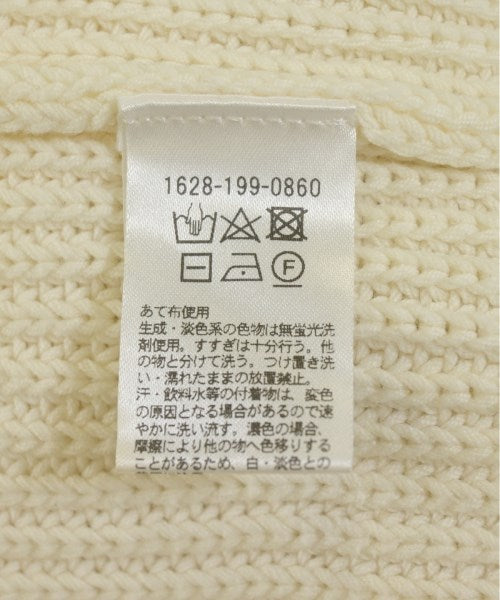 1628-199-0860
F
あて布使用
生成・淡色系の色物は無蛍光洗
剤使用。すすぎは十分行う。他
の物と分けて洗う。つけ置き洗
い・濡れたままの放置禁止。
汗・飲料水等の付着物は、変色
の原因となる場合があるので速
やかに洗い流す。濃色の場合、
摩擦により他の物へ色移りする
ことがあるため、白・淡色との